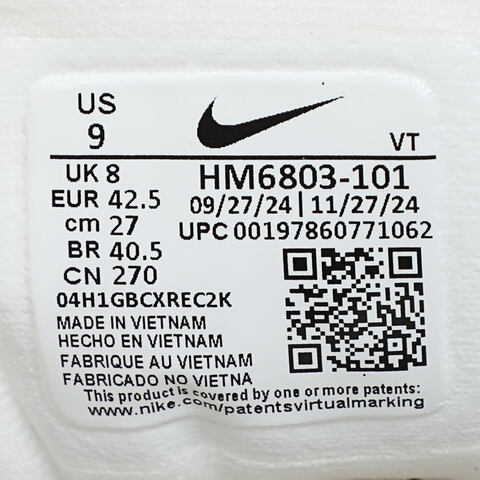 US
9
VT
UK 8
EUR 42.5
cm 27
BR 40.5
CN 270
HM6803-101
09/27/24 | 11/27/24
UPC 00197860771062
04H1GBCXREC2K
MADE IN VIETNAM
HECHO EN VIETNAM
FABRIQUE AU VIETNAM
FABRICADO NO VIETNA
This product is covered by one or more patents:
www.nike.com/patentsvirtualmarking